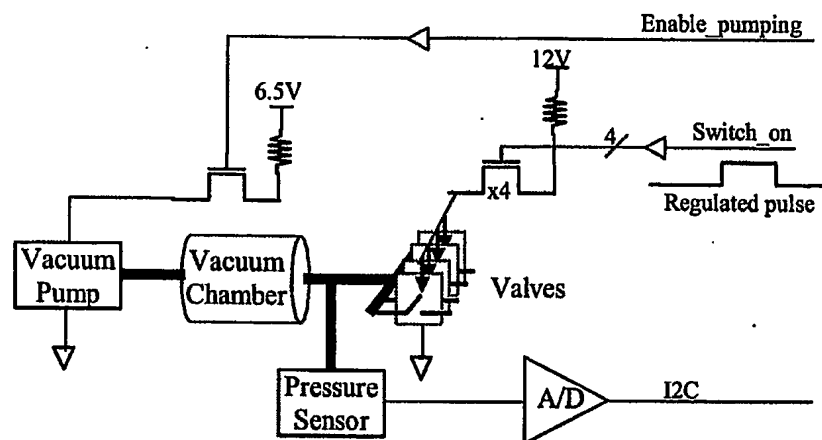 Enable_pumping
12V
6.5V
4
Switch_on
x4
Regulated pulse
Vacuum
Pump
Vacuum
Chamber
Valves
Pressure
Sensor
A/D
I2C